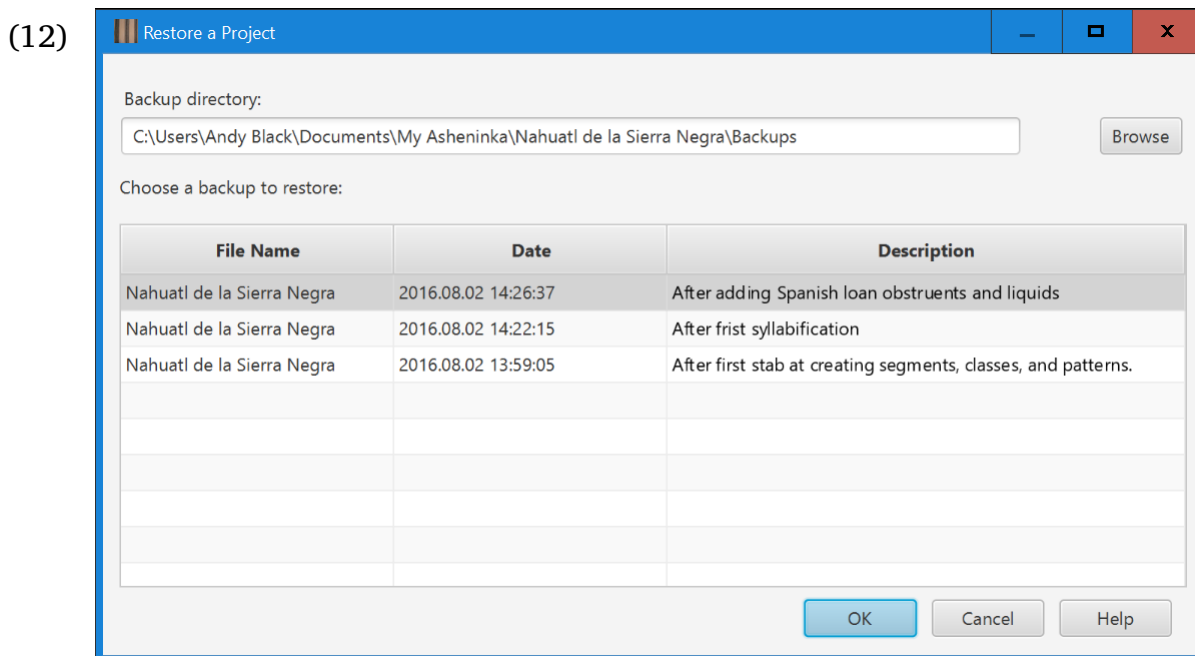 (12)
Restore a Project
Backup directory:
C:\Users\Andy Black\Documents\My Asheninka\Nahuatl de la Sierra Negra\Backups Browse
Choose a backup to restore:
File Name Date Description
Nahuatl de la Sierra Negra 2016.08.02 14:26:37 After adding Spanish loan obstruents and liquids
Nahuatl de la Sierra Negra 2016.08.02 14:22:15 After frist syllabification
Nahuatl de la Sierra Negra 2016.08.02 13:59:05 After first stab at creating segments, classes, and patterns.
OK Cancel Help